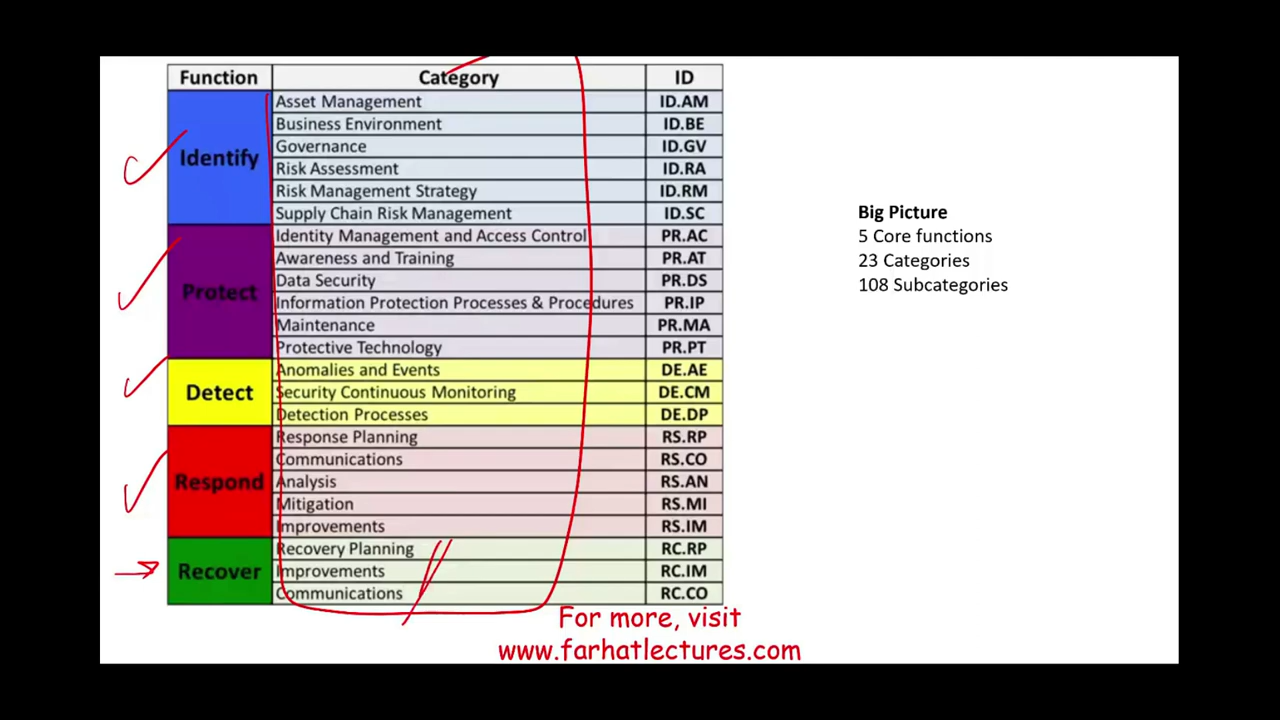 Function Category ID
Identify
Asset Management ID.AM
Business Environment ID.BE
Governance ID.GV
Risk Assessment ID.RA
Risk Management Strategy ID.RM
Supply Chain Risk Management ID.SC
Protect
Identity Management and Access Control PR.AC
Awareness and Training PR.AT
Data Security PR.DS
Information Protection Processes & Procedures PR.IP
Maintenance PR.MA
Protective Technology PR.PT
Detect
Anomalies and Events DE.AE
Security Continuous Monitoring DE.CM
Detection Processes DE.DP
Respond
Response Planning RS.RP
Communications RS.CO
Analysis RS.AN
Mitigation RS.MI
Improvements RS.IM
Recover
Recovery Planning RC.RP
Improvements RC.IM
Communications RC.CO
Big Picture
5 Core functions
23 Categories
108 Subcategories
For more, visit
www.farhatlectures.com